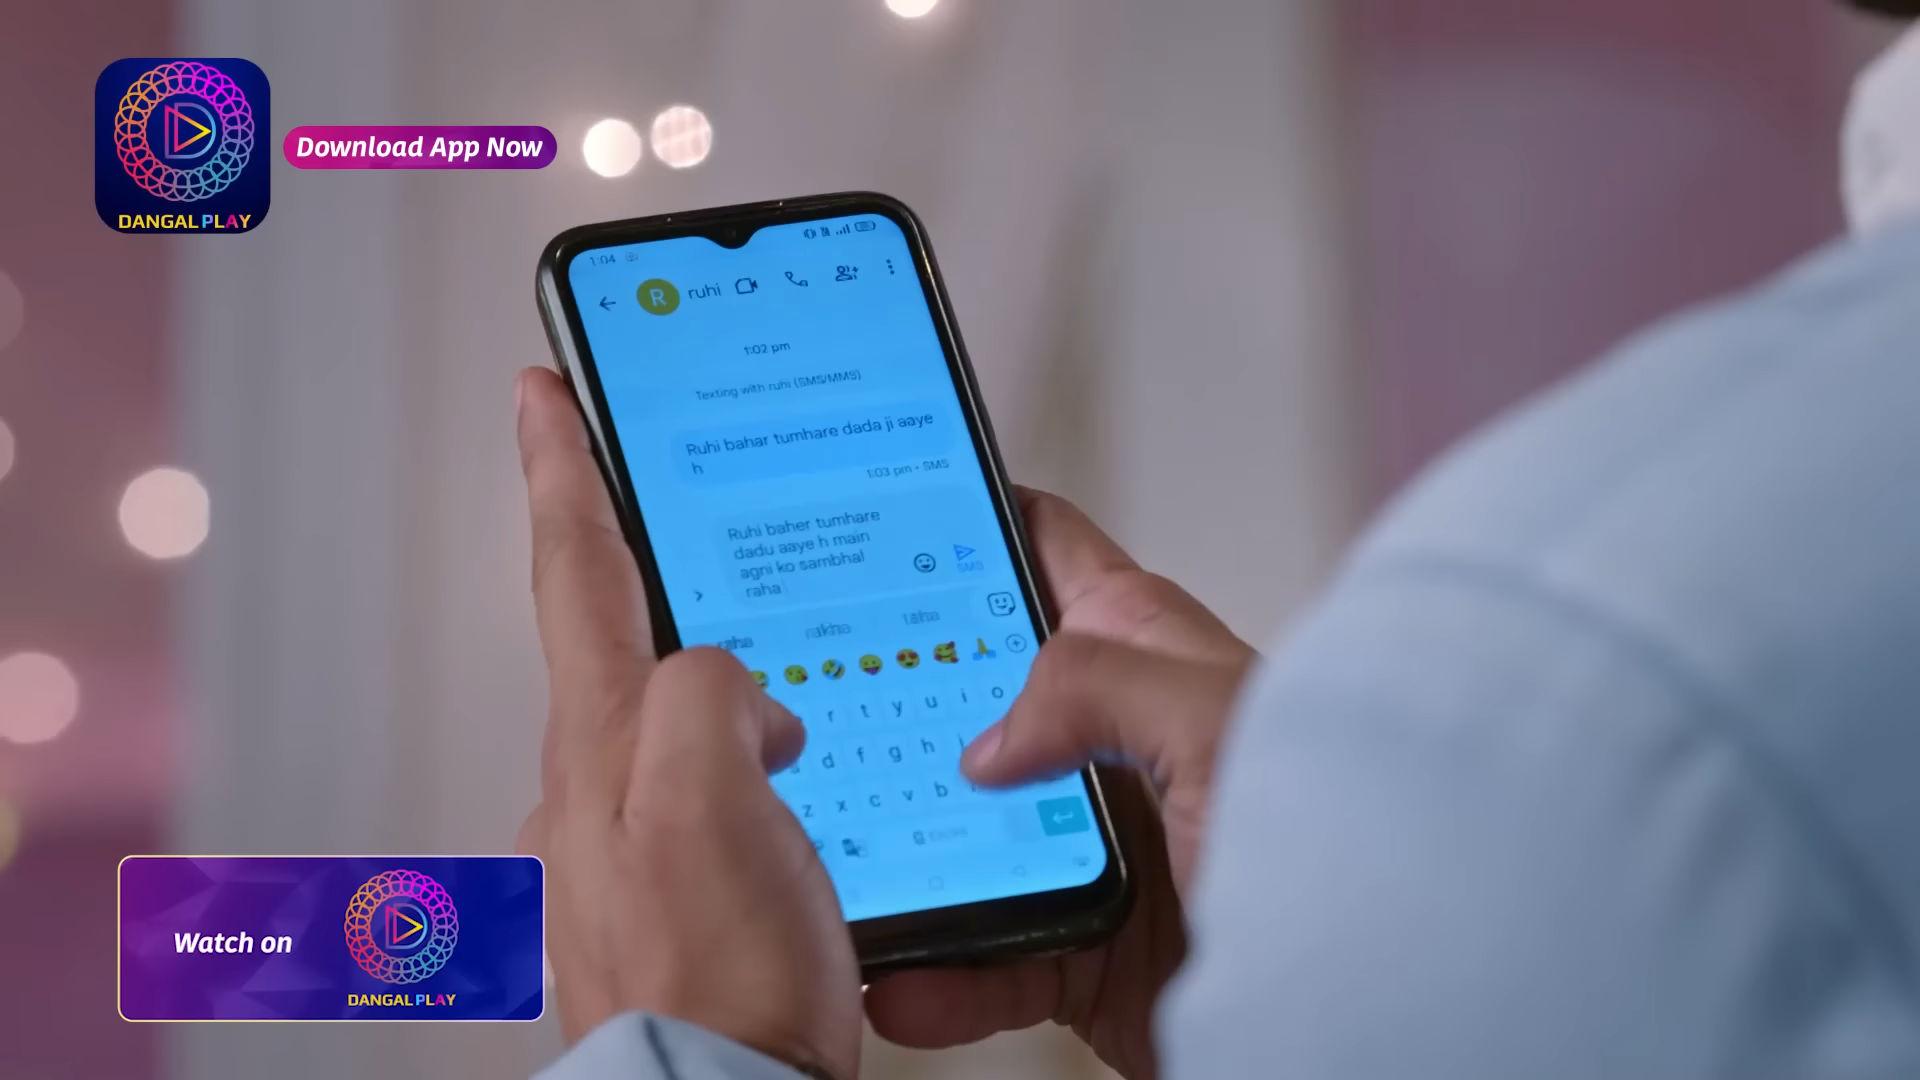 DANGAL PLAY
Download App Now
1:04
R ruhi
1:02 pm
Texting with ruhi (SMS/MMS)
Ruhi bahar tumhare dada ji aaye
h
1:03 pm • SMS
Ruhi baher tumhare
dadu aaye h main
agni ko sambhal
raha
SMS
raha rakha
r t y u i o
d f g h
z x c v b
Watch on
DANGAL PLAY